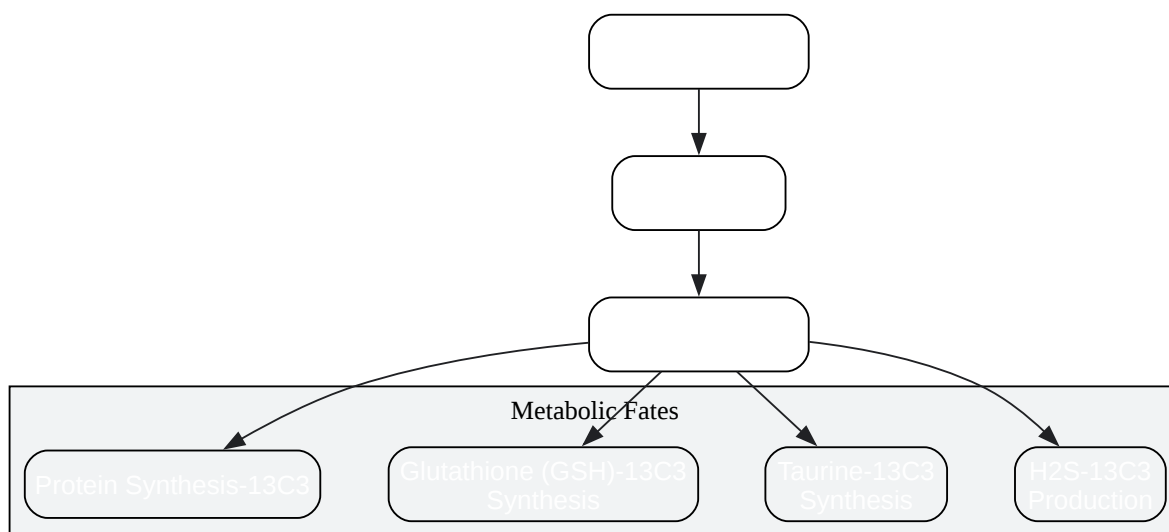 Metabolic Fates
Protein Synthesis-13C3
Glutathione (GSH)-13C3
Synthesis
Taurine-13C3
Synthesis
H2S-13C3
Production